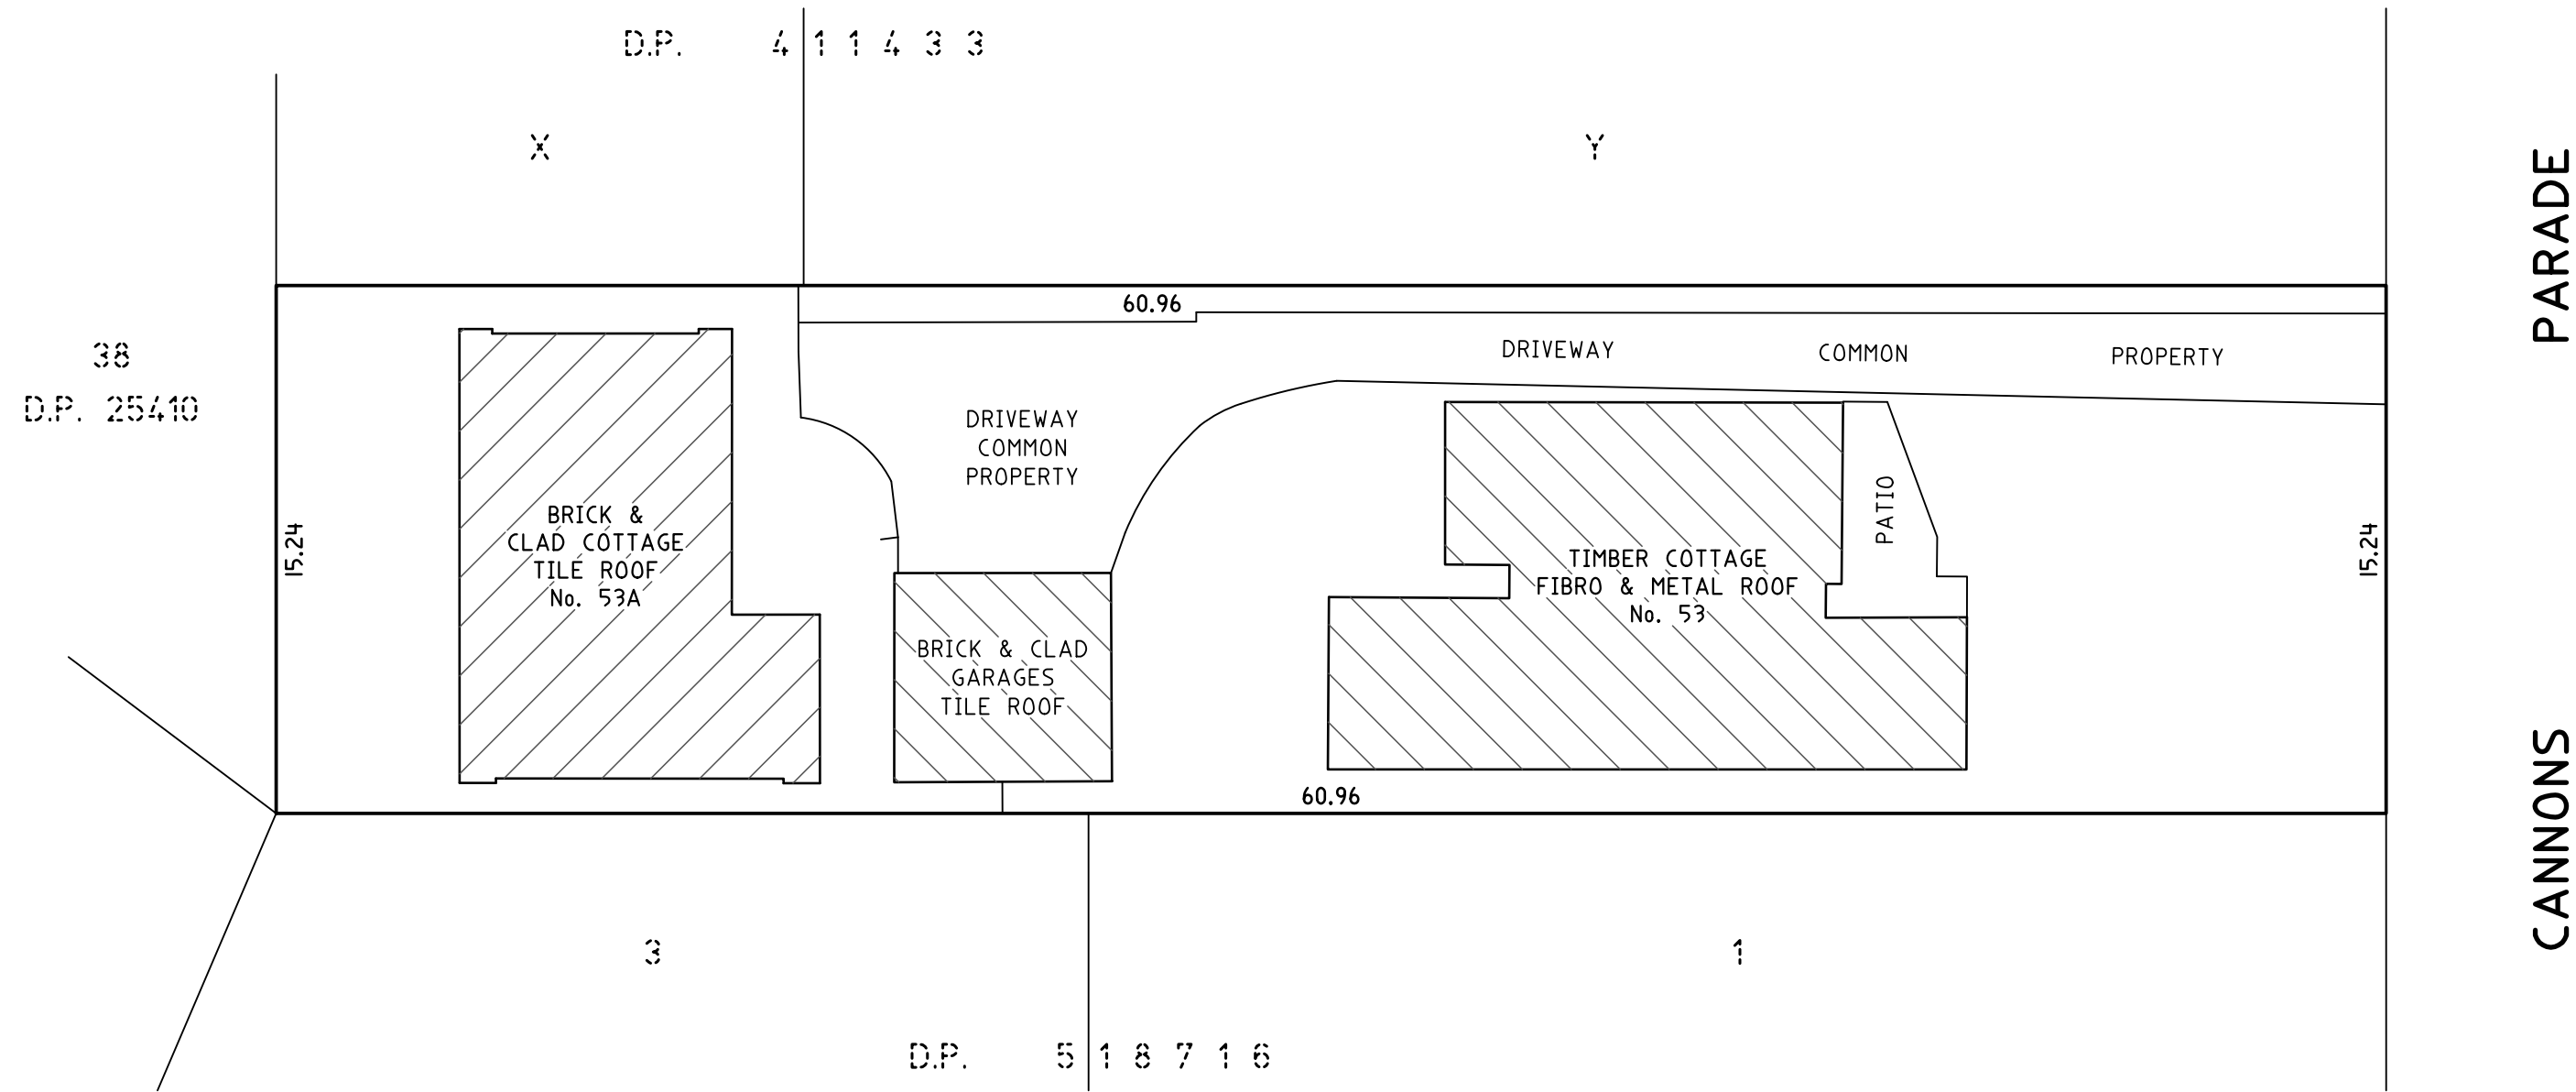 D.P. 411433
X
Y
PARADE
60.96
DRIVEWAY COMMON PROPERTY
38
D.P. 25410
DRIVEWAY
COMMON
PROPERTY
15.24
BRICK &
CLAD COTTAGE
TILE ROOF
No. 53A
PATIO
TIMBER COTTAGE
FIBRO & METAL ROOF
No. 53
15.24
BRICK & CLAD
GARAGES
TILE ROOF
60.96
CANNONS
3
1
D.P. 518716